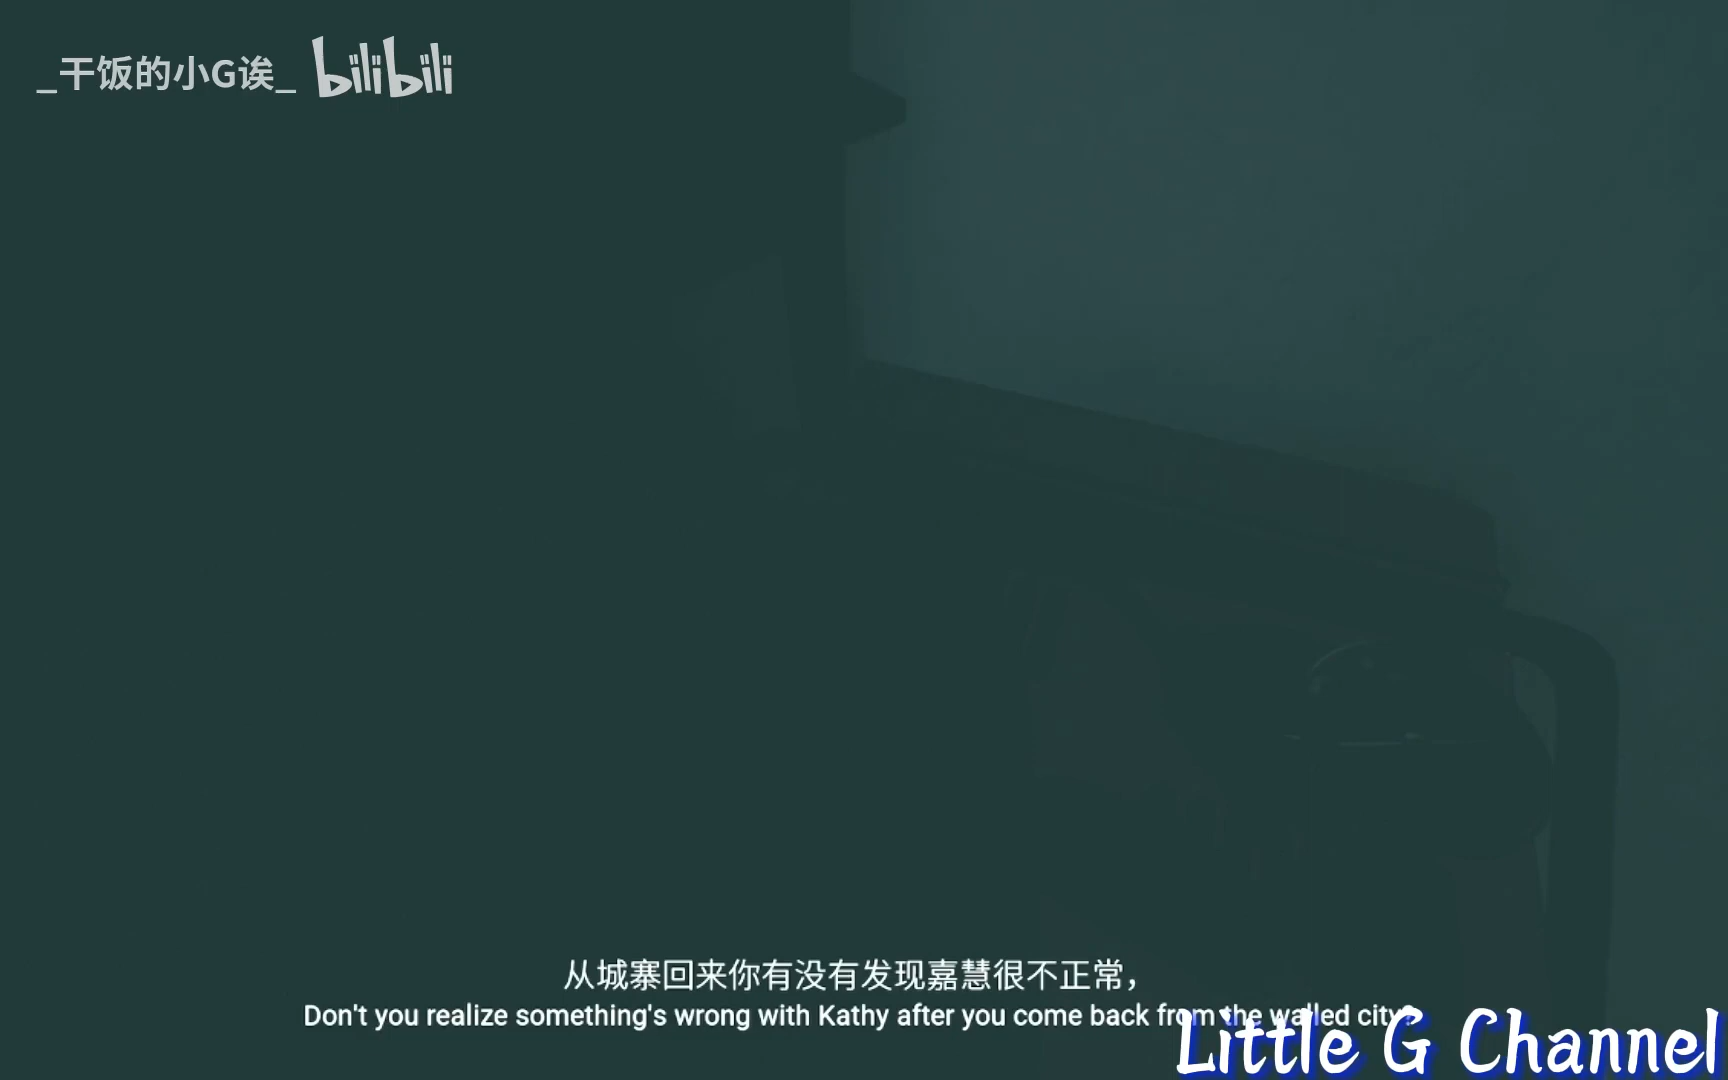 _干饭的小G诶_ bilibili
从城寨回来你有没有发现嘉慧很不正常，
Don't you realize something's wrong with Kathy after you come back from the walled city?
Little G Channel